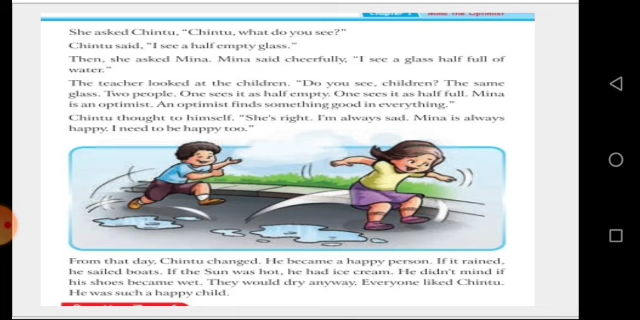 Chapter
She asked Chintu, "Chintu, what do you see?"
Chintu said, "I see a half empty glass."
Then, she asked Mina. Mina said cheerfully, "I see a glass half full of
water."
The teacher looked at the children. "Do you see, children? The same
glass. Two people. One sees it as half empty. One sees it as half full. Mina
is an optimist. An optimist finds something good in everything."
Chintu thought to himself. "She's right. I'm always sad. Mina is always
happy. I need to be happy too."
From that day, Chintu changed. He became a happy person. If it rained,
he sailed boats. If the Sun was hot, he had ice cream. He didn't mind if
his shoes became wet. They would dry anyway. Everyone liked Chintu.
He was such a happy child.